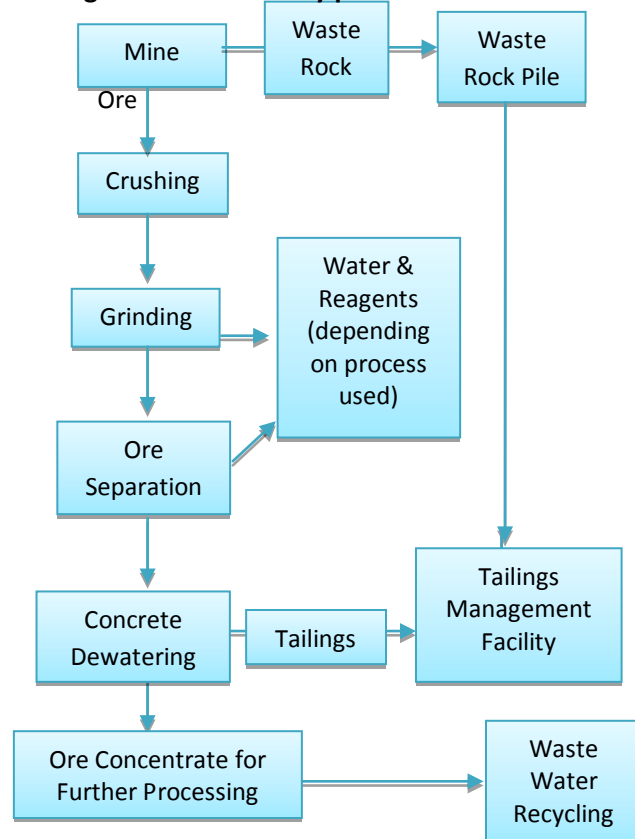 Mine
Waste
Rock
Waste
Rock Pile
Ore
Crushing
Grinding
Water &
Reagents
(depending
on process
used)
Ore
Separation
Concrete
Dewatering
Tailings
Tailings
Management
Facility
Ore Concentrate for
Further Processing
Waste
Water
Recycling